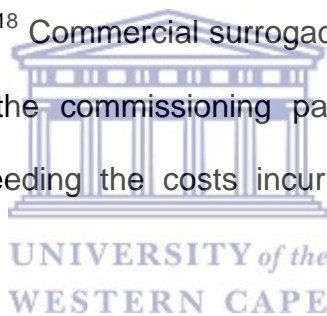 18 Commercial surrogac
the commissioning pa
eeding the costs incur
UNIVERSITY of the
WESTERN CAPE